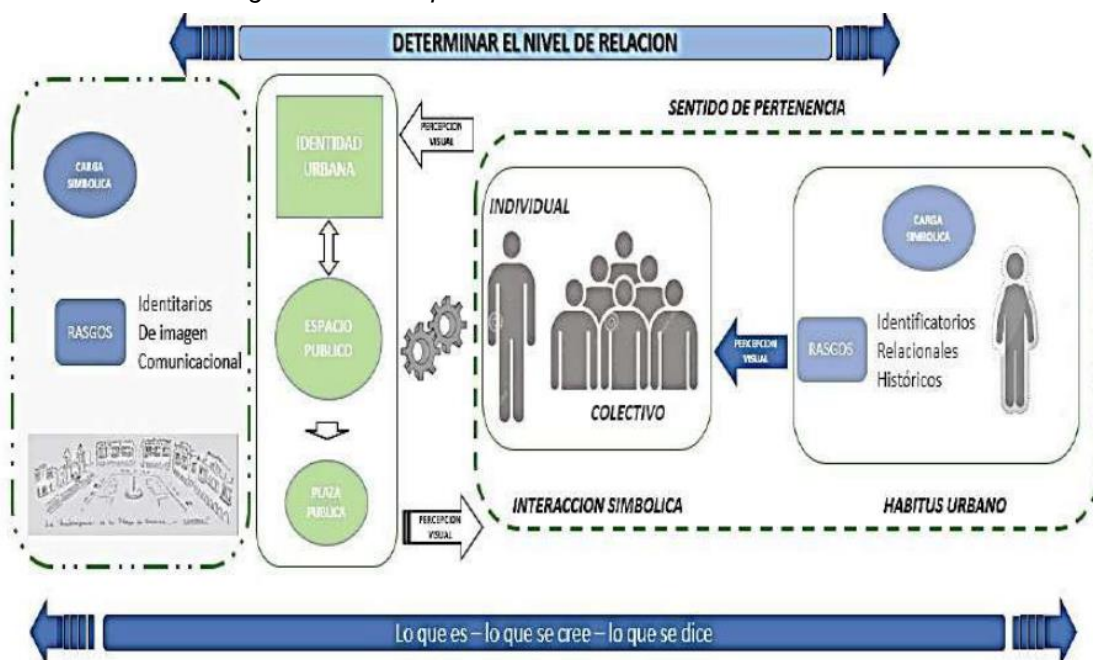 DETERMINAR EL NIVEL DE RELACION
SENTIDO DE PERTENENCIA
CARGA
SIMBOLICA
RASGOS
Identitarios
De imagen
Comunicacional
IDENTIDAD
URBANA
ESPACIO
PUBLICO
PLAZA
PUBLICA
PERCEPCION
VISUAL
PERCEPCION
VISUAL
INDIVIDUAL
COLECTIVO
INTERACCION SIMBOLICA
PERCEPCION
VISUAL
CARGA
SIMBOLICA
RASGOS
Identificatorios
Relacionales
Históricos
HABITUS URBANO
Lo que es – lo que se cree – lo que se dice